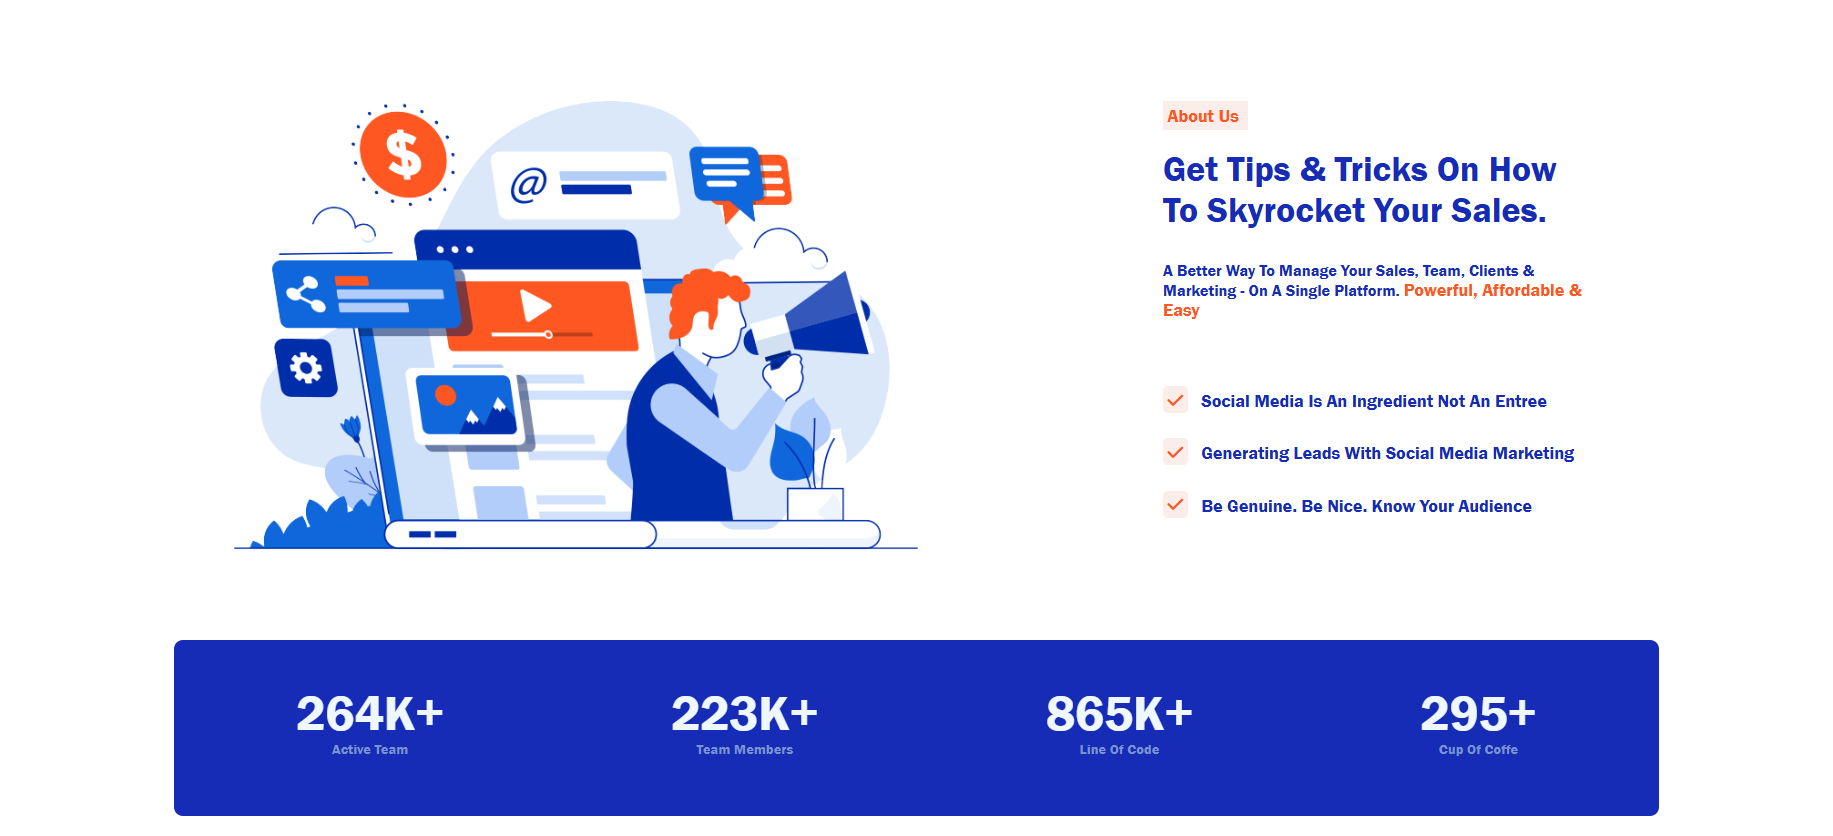 $
@
About Us
Get Tips & Tricks On How
To Skyrocket Your Sales.
A Better Way To Manage Your Sales, Team, Clients &
Marketing - On A Single Platform. Powerful, Affordable &
Easy
Social Media Is An Ingredient Not An Entree
Generating Leads With Social Media Marketing
Be Genuine. Be Nice. Know Your Audience
264K+ 223K+ 865K+ 295+
Active Team Team Members Line Of Code Cup Of Coffe